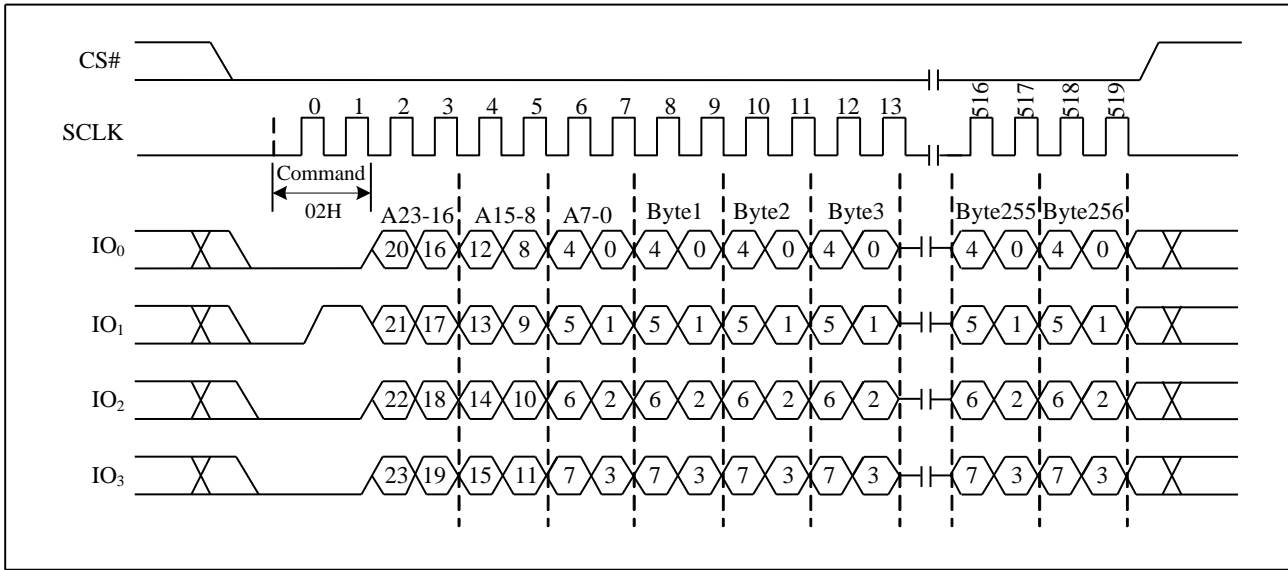 CS#
SCLK
0 1 2 3 4 5 6 7 8 9 10 11 12 13 516 517 518 519
Command
02H
A23-16 A15-8 A7-0 Byte1 Byte2 Byte3 Byte255 Byte256
IO₀ 20 16 12 8 4 0 4 0 4 0 4 0 4 0 4 0
IO₁ 21 17 13 9 5 1 5 1 5 1 5 1 5 1 5 1
IO₂ 22 18 14 10 6 2 6 2 6 2 6 2 6 2 6 2
IO₃ 23 19 15 11 7 3 7 3 7 3 7 3 7 3 7 3